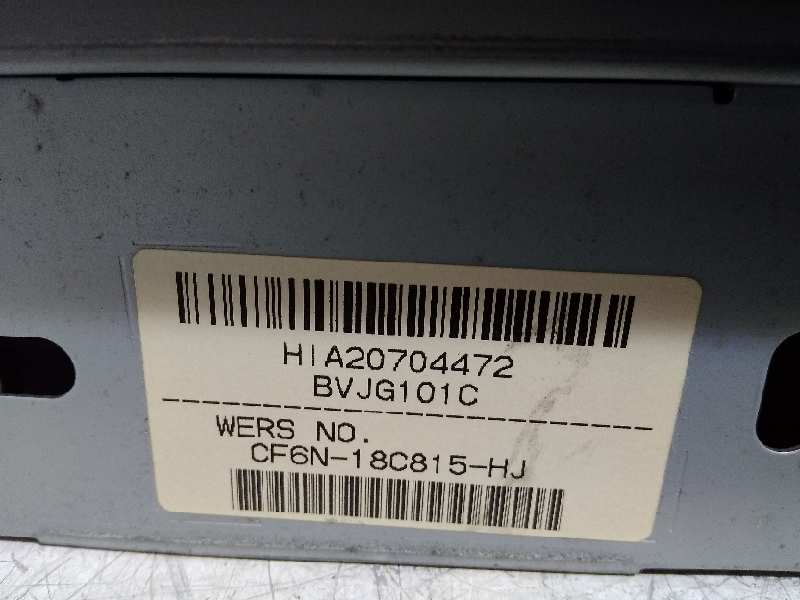 HIA20704472
BVJG101C
WERS NO.
CF6N-18C815-HJ